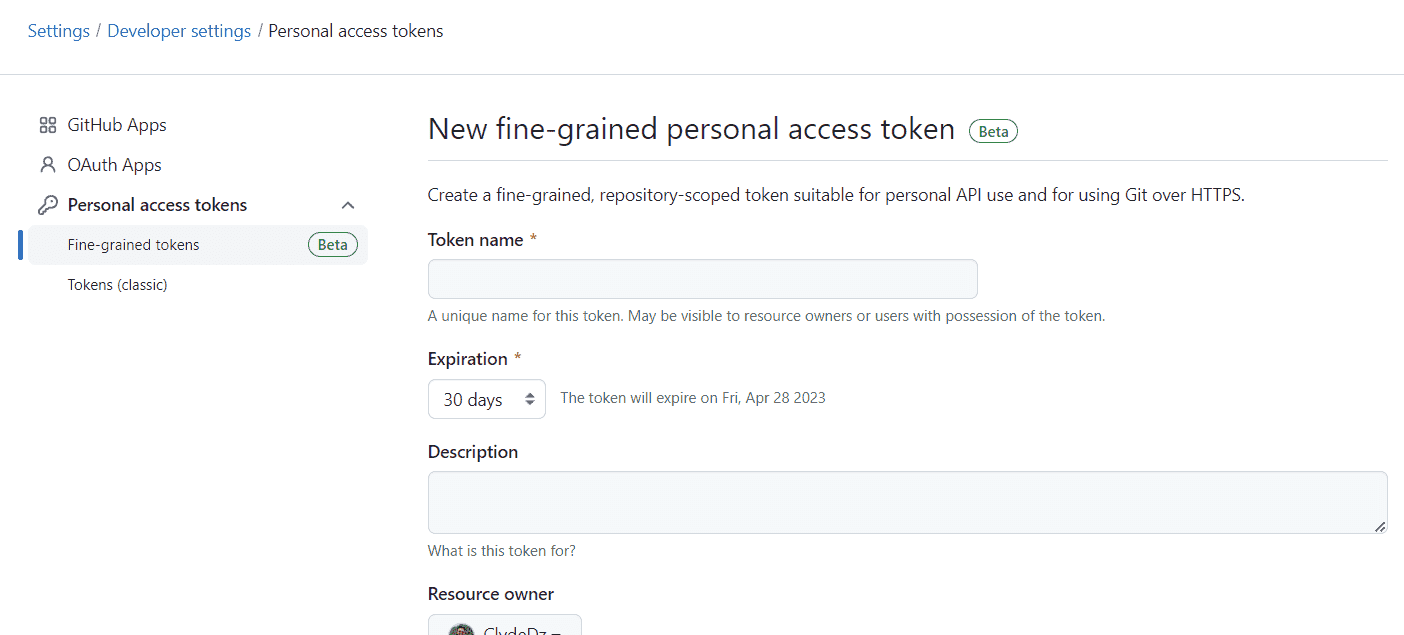 Settings / Developer settings / Personal access tokens
GitHub Apps
OAuth Apps
Personal access tokens
Fine-grained tokens Beta
Tokens (classic)
New fine-grained personal access token Beta
Create a fine-grained, repository-scoped token suitable for personal API use and for using Git over HTTPS.
Token name *
A unique name for this token. May be visible to resource owners or users with possession of the token.
Expiration *
30 days The token will expire on Fri, Apr 28 2023
Description
What is this token for?
Resource owner
ClydeDz